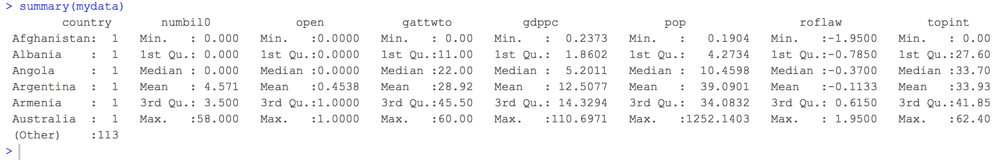 > summary(mydata)
        country       numbil0             open           gattwto           gdppc               pop                roflaw            topint
 Afghanistan:  1   Min.   : 0.000   Min.   :0.0000   Min.   : 0.00   Min.   :  0.2373   Min.   :   0.1904   Min.   :-1.9500   Min.   : 0.00
 Albania    :  1   1st Qu.: 0.000   1st Qu.:0.0000   1st Qu.:11.00   1st Qu.:  1.8602   1st Qu.:   4.2734   1st Qu.:-0.7850   1st Qu.:27.60
 Angola     :  1   Median : 0.000   Median :0.0000   Median :22.00   Median :  5.2011   Median :  10.4598   Median :-0.3700   Median :33.70
 Argentina  :  1   Mean   : 4.571   Mean   :0.4538   Mean   :28.92   Mean   : 12.5077   Mean   :  39.0901   Mean   :-0.1133   Mean   :33.93
 Armenia    :  1   3rd Qu.: 3.500   3rd Qu.:1.0000   3rd Qu.:45.50   3rd Qu.: 14.3294   3rd Qu.:  34.0832   3rd Qu.: 0.6150   3rd Qu.:41.85
 Australia  :  1   Max.   :58.000   Max.   :1.0000   Max.   :60.00   Max.   :110.6971   Max.   :1252.1403   Max.   : 1.9500   Max.   :62.40
 (Other)    :113
>